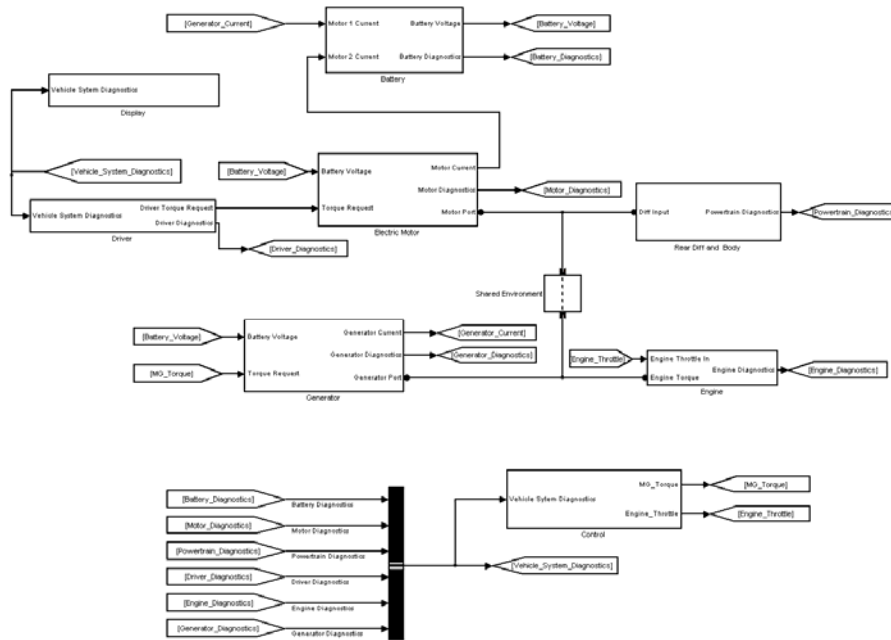 [Generator_Current]
Motor 1 Current
Battery Voltage
[Battery_Voltage]
Motor 2 Current
Battery Diagnostics
[Battery_Diagnostics]
Battery
Vehicle Sytem Diagnostics
Display
[Vehicle_System_Diagnostics]
[Battery_Voltage]
Battery Voltage
Motor Current
Motor Diagnostics
[Motor_Diagnostics]
Torque Request
Motor Port
Electric Motor
Vehicle System Diagnostics
Driver Torque Request
Driver Diagnostics
Driver
[Driver_Diagnostics]
Diff Input
Powertrain Diagnostics
[Powertrain_Diagnostics
Rear Diff and Body
Shared Environment
[Battery_Voltage]
Battery Voltage
Generator Current
[Generator_Current]
Generator Diagnostics
[Generator_Diagnostics]
[MG_Torque]
Torque Request
Generator Port
Generator
[Engine_Throttle]
Engine Throttle In
Engine Diagnostics
[Engine_Diagnostics]
Engine Torque
Engine
[Battery_Diagnostics]
Battery Diagnostics
[Motor_Diagnostics]
Motor Diagnostics
[Powertrain_Diagnostics]
Powertrain Diagnostics
[Driver_Diagnostics]
Driver Diagnostics
[Engine_Diagnostics]
Engine Diagnostics
[Generator_Diagnostics]
Generator Diagnostics
Vehicle Sytem Diagnostics
MG_Torque
[MG_Torque]
Engine_Throttle
[Engine_Throttle]
Control
[Vehicle_System_Diagnostics]